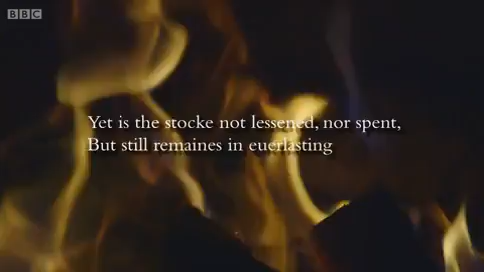 BBC
Yet is the stocke not lessened, nor spent,
But still remaines in euerlasting